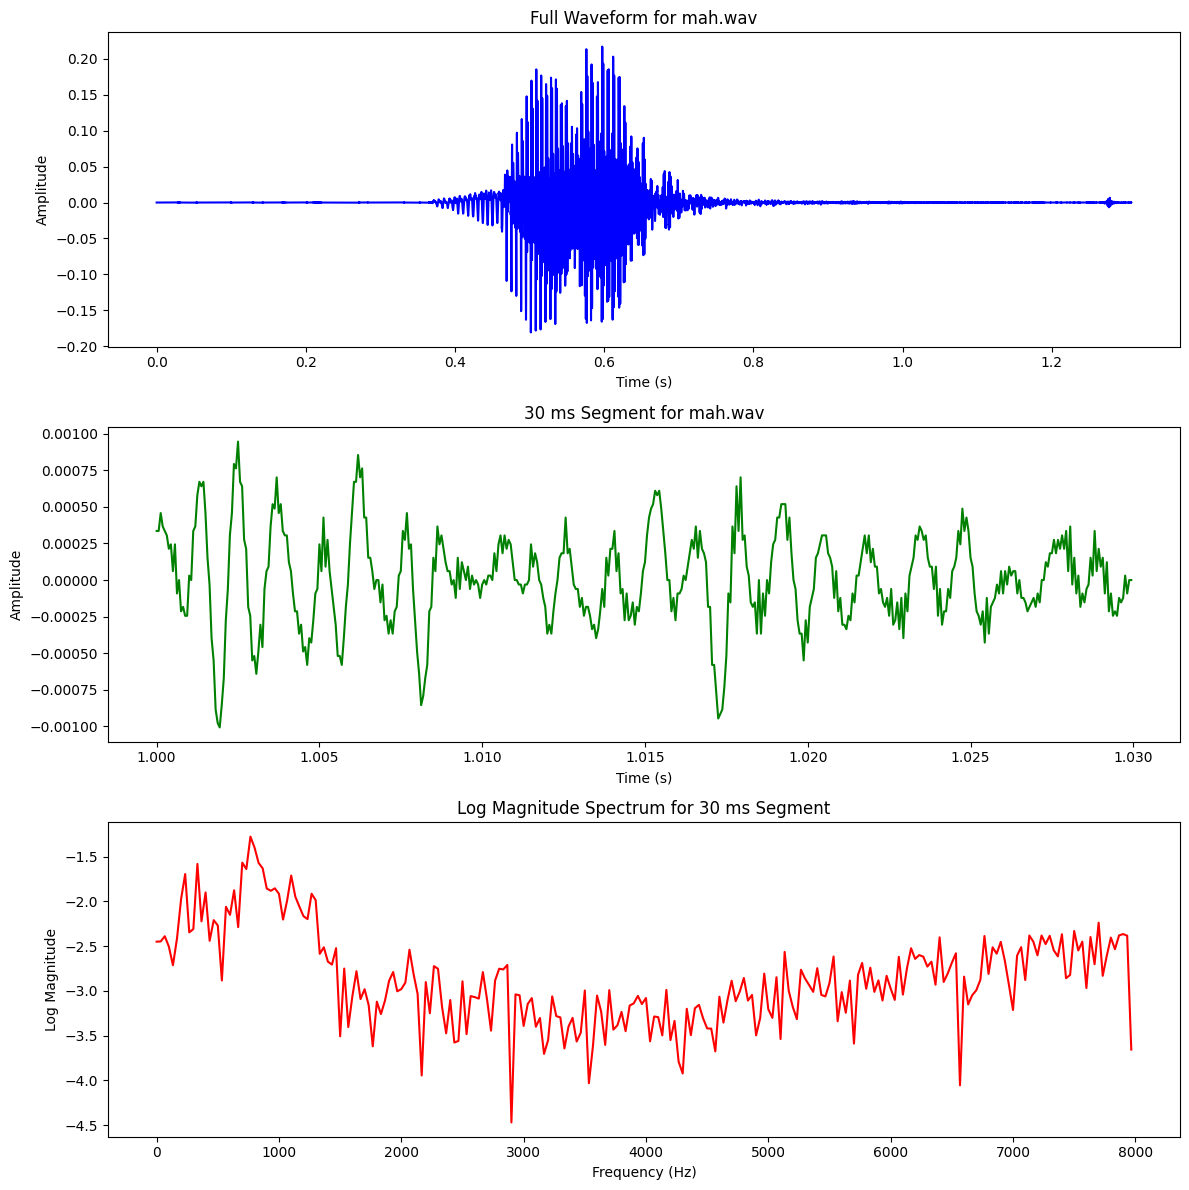 Full Waveform for mah.wav
0.20
0.15
0.10
0.05
0.00
−0.05
−0.10
−0.15
−0.20
Amplitude
0.0 0.2 0.4 0.6 0.8 1.0 1.2
Time (s)
30 ms Segment for mah.wav
0.00100
0.00075
0.00050
0.00025
0.00000
−0.00025
−0.00050
−0.00075
−0.00100
Amplitude
1.000 1.005 1.010 1.015 1.020 1.025 1.030
Time (s)
Log Magnitude Spectrum for 30 ms Segment
−1.5
−2.0
−2.5
−3.0
−3.5
−4.0
−4.5
Log Magnitude
0 1000 2000 3000 4000 5000 6000 7000 8000
Frequency (Hz)